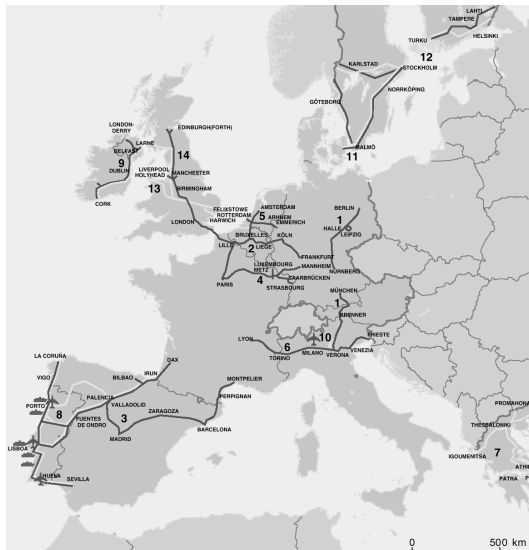 LAHTI
TAMPERE
TURKU
HELSINKI
12
KARLSTAD
STOCKHOLM
NORRKÖPING
GÖTEBORG
MALMÖ
11
LONDON-
DERRY
LARNE
BELFAST
9
DUBLIN
CORK
EDINBURGH(FORTH)
14
LIVERPOOL
HOLYHEAD
MANCHESTER
13
BIRMINGHAM
LONDON
FELIXSTOWE
HARWICH
AMSTERDAM
ROTTERDAM
5
ARHNEM
EMMERICH
BRUXELLES
KÖLN
LILLE
2
LIEGE
BERLIN
1
HALLE
LEIPZIG
FRANKFURT
LUXEMBOURG
MANNHEIM
METZ
4
SAARBRÜCKEN
STRASBOURG
PARIS
NÜRNBERG
MÜNCHEN
1
BRENNER
TRIESTE
10
LYON
6
TORINO
MILANO
VERONA
VENEZIA
LA CORUÑA
VIGO
PORTO
8
DAX
IRUN
BILBAO
PALENCIA
VALLADOLID
FUENTES
DE ONDRO
3
MADRID
ZARAGOZA
MONTPELIER
PERPIGNAN
BARCELONA
LISBOA
HUELVA
SEVILLA
PROMAHONA
THESSALONIKI
IGOUMENITSA
7
ATHI
PATRA
P
0
500 km